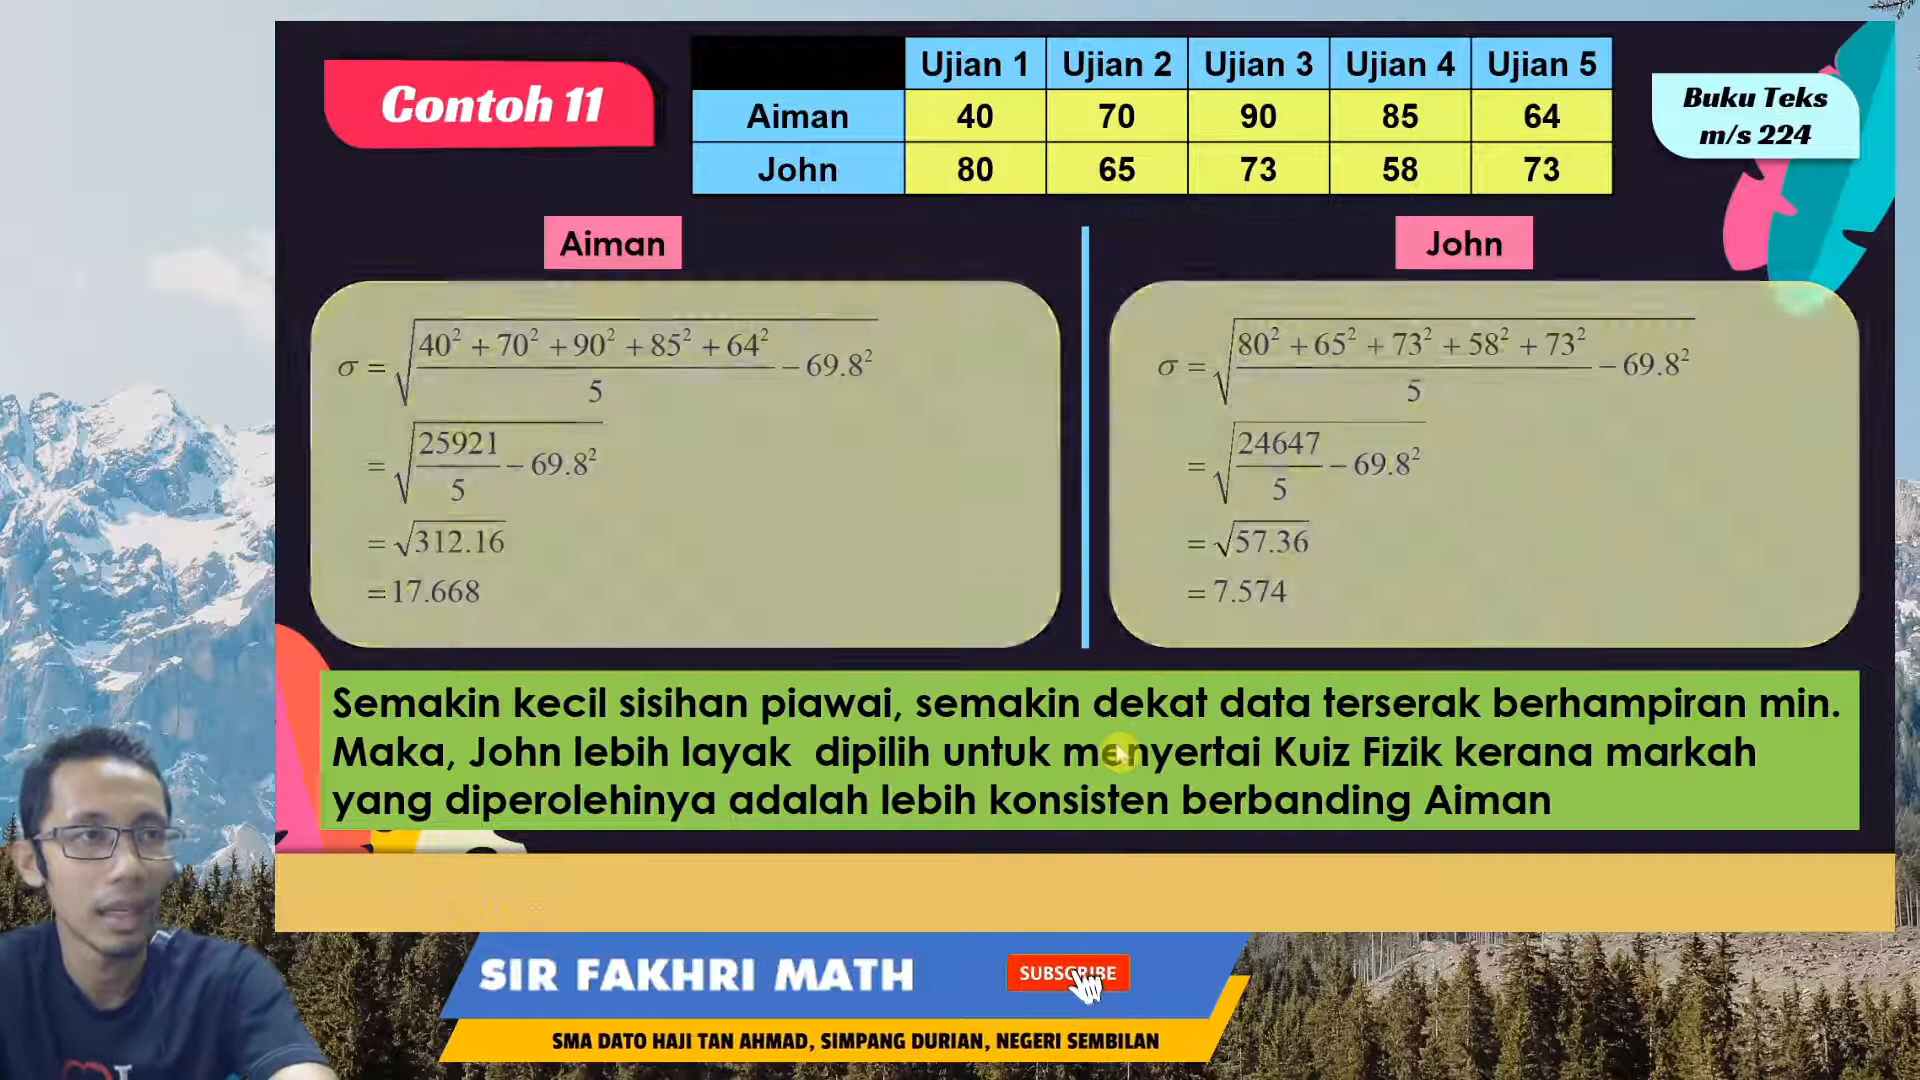 Contoh 11
Ujian 1 Ujian 2 Ujian 3 Ujian 4 Ujian 5
Aiman 40 70 90 85 64
John 80 65 73 58 73
Buku Teks
m/s 224
Aiman
σ = √((40² + 70² + 90² + 85² + 64²)/5 − 69.8²)
= √(25921/5 − 69.8²)
= √312.16
= 17.668
John
σ = √((80² + 65² + 73² + 58² + 73²)/5 − 69.8²)
= √(24647/5 − 69.8²)
= √57.36
= 7.574
Semakin kecil sisihan piawai, semakin dekat data terserak berhampiran min.
Maka, John lebih layak dipilih untuk menyertai Kuiz Fizik kerana markah
yang diperolehinya adalah lebih konsisten berbanding Aiman
SIR FAKHRI MATH
SUBSCRIBE
SMA DATO HAJI TAN AHMAD, SIMPANG DURIAN, NEGERI SEMBILAN